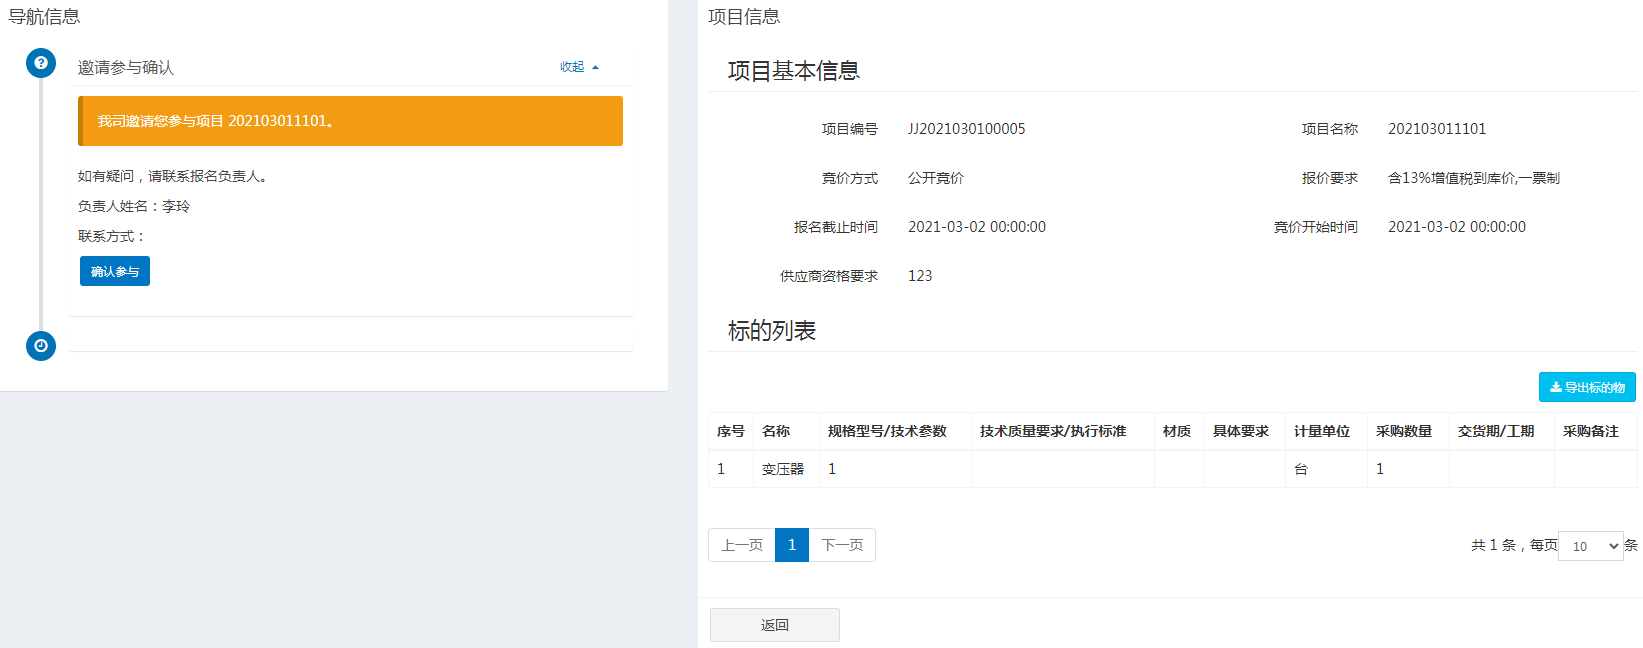 导航信息
邀请参与确认
收起
我司邀请您参与项目 202103011101。
如有疑问，请联系报名负责人。
负责人姓名：李玲
联系方式：
确认参与
项目信息
项目基本信息
项目编号 JJ2021030100005 项目名称 202103011101
竞价方式 公开竞价 报价要求 含13%增值税到库价,一票制
报名截止时间 2021-03-02 00:00:00 竞价开始时间 2021-03-02 00:00:00
供应商资格要求 123
标的列表
导出标的物
序号 名称 规格型号/技术参数 技术质量要求/执行标准 材质 具体要求 计量单位 采购数量 交货期/工期 采购备注
1 变压器 1 台 1
上一页 1 下一页 共 1 条，每页 10 条
返回